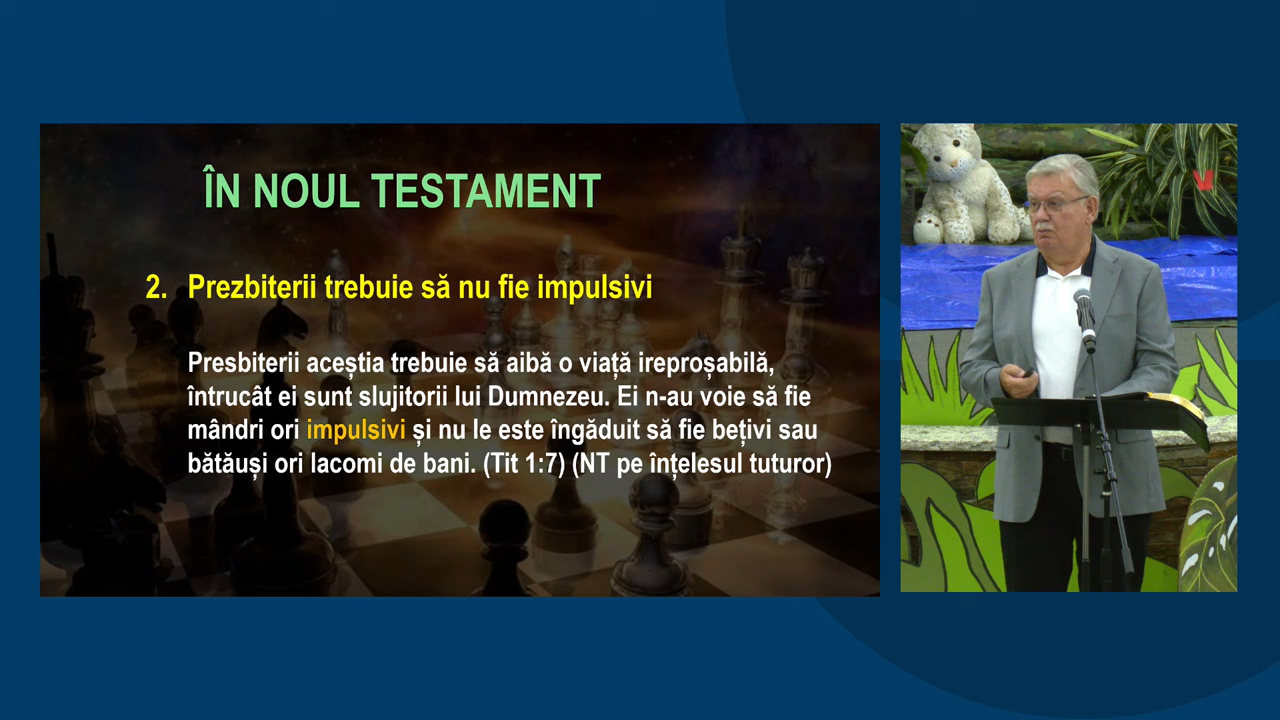 ÎN NOUL TESTAMENT
2. Prezbiterii trebuie să nu fie impulsivi
Presbiterii aceștia trebuie să aibă o viață ireproșabilă,
întrucât ei sunt slujitorii lui Dumnezeu. Ei n-au voie să fie
mândri ori impulsivi și nu le este îngăduit să fie bețivi sau
bătăuși ori lacomi de bani. (Tit 1:7) (NT pe înțelesul tuturor)